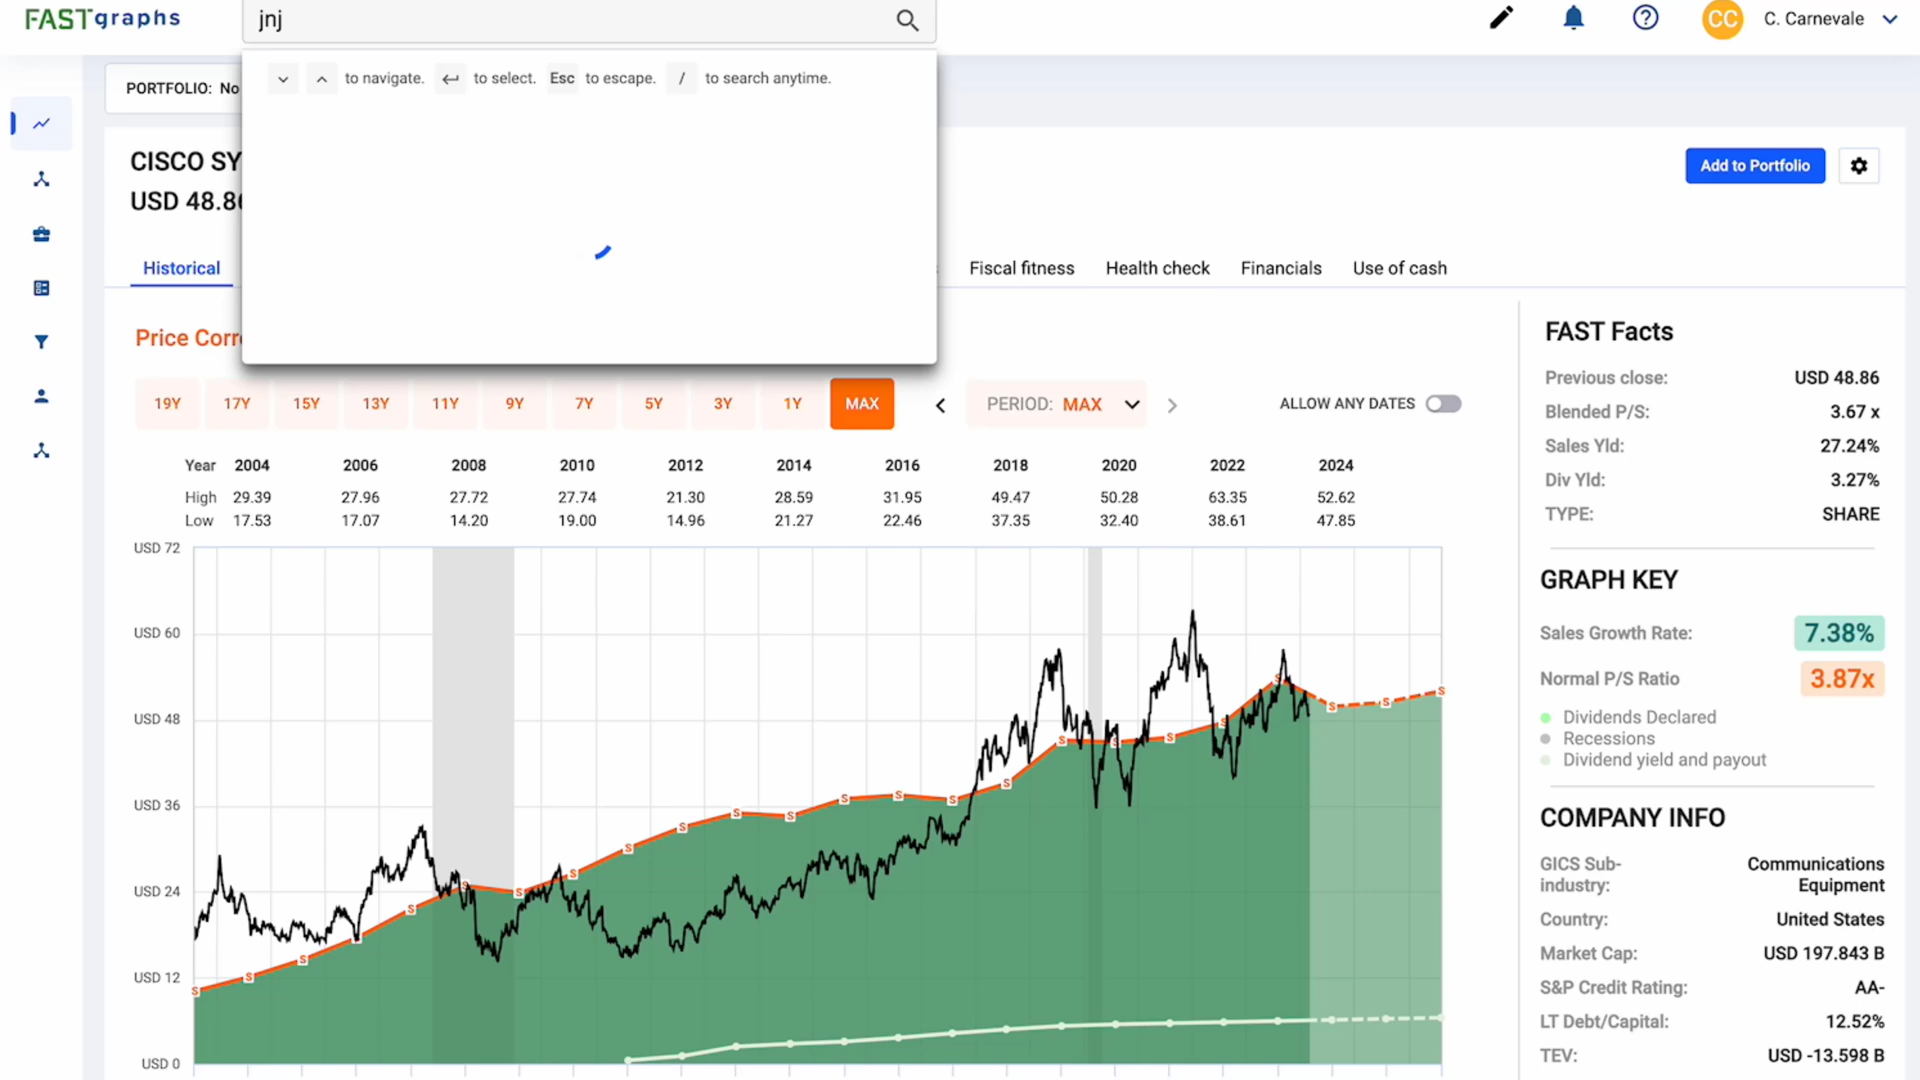 FAST graphs
jnj
C. Carnevale
CC
to navigate. to select. Esc to escape. / to search anytime.
PORTFOLIO: No
CISCO SY
USD 48.86
Add to Portfolio
Historical
Fiscal fitness Health check Financials Use of cash
Price Corre
19Y 17Y 15Y 13Y 11Y 9Y 7Y 5Y 3Y 1Y MAX PERIOD: MAX ALLOW ANY DATES
Year 2004 2006 2008 2010 2012 2014 2016 2018 2020 2022 2024
High 29.39 27.96 27.72 27.74 21.30 28.59 31.95 49.47 50.28 63.35 52.62
Low 17.53 17.07 14.20 19.00 14.96 21.27 22.46 37.35 32.40 38.61 47.85
USD 72
USD 60
USD 48
USD 36
USD 24
USD 12
USD 0
FAST Facts
Previous close: USD 48.86
Blended P/S: 3.67 x
Sales Yld: 27.24%
Div Yld: 3.27%
TYPE: SHARE
GRAPH KEY
Sales Growth Rate: 7.38%
Normal P/S Ratio 3.87x
Dividends Declared
Recessions
Dividend yield and payout
COMPANY INFO
GICS Sub-industry: Communications Equipment
Country: United States
Market Cap: USD 197.843 B
S&P Credit Rating: AA-
LT Debt/Capital: 12.52%
TEV: USD -13.598 B